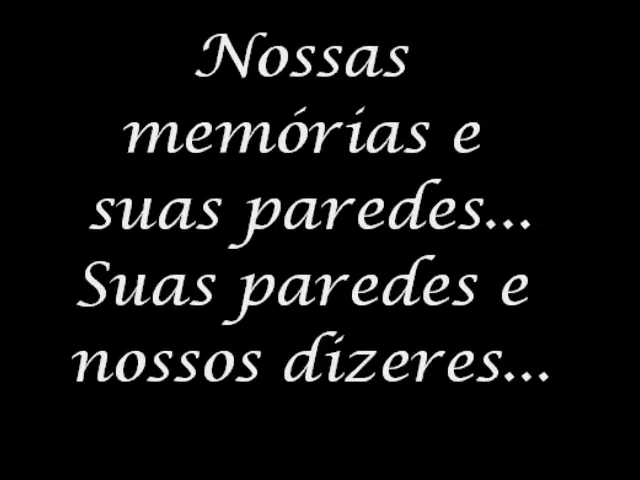 Nossas
memórias e
suas paredes...
Suas paredes e
nossos dizeres...